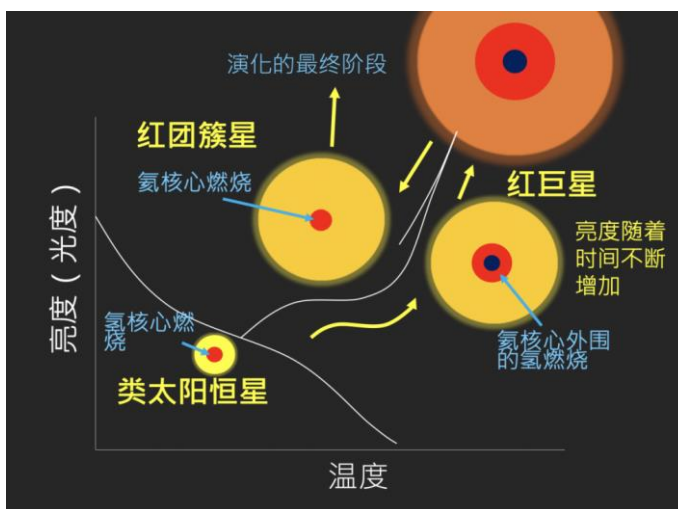 演化的最终阶段
红团簇星
氦核心燃烧
红巨星
亮度随着
时间不断
增加
亮度（光度）
氢核心燃
烧
氦核心外围
的氢燃烧
类太阳恒星
温度